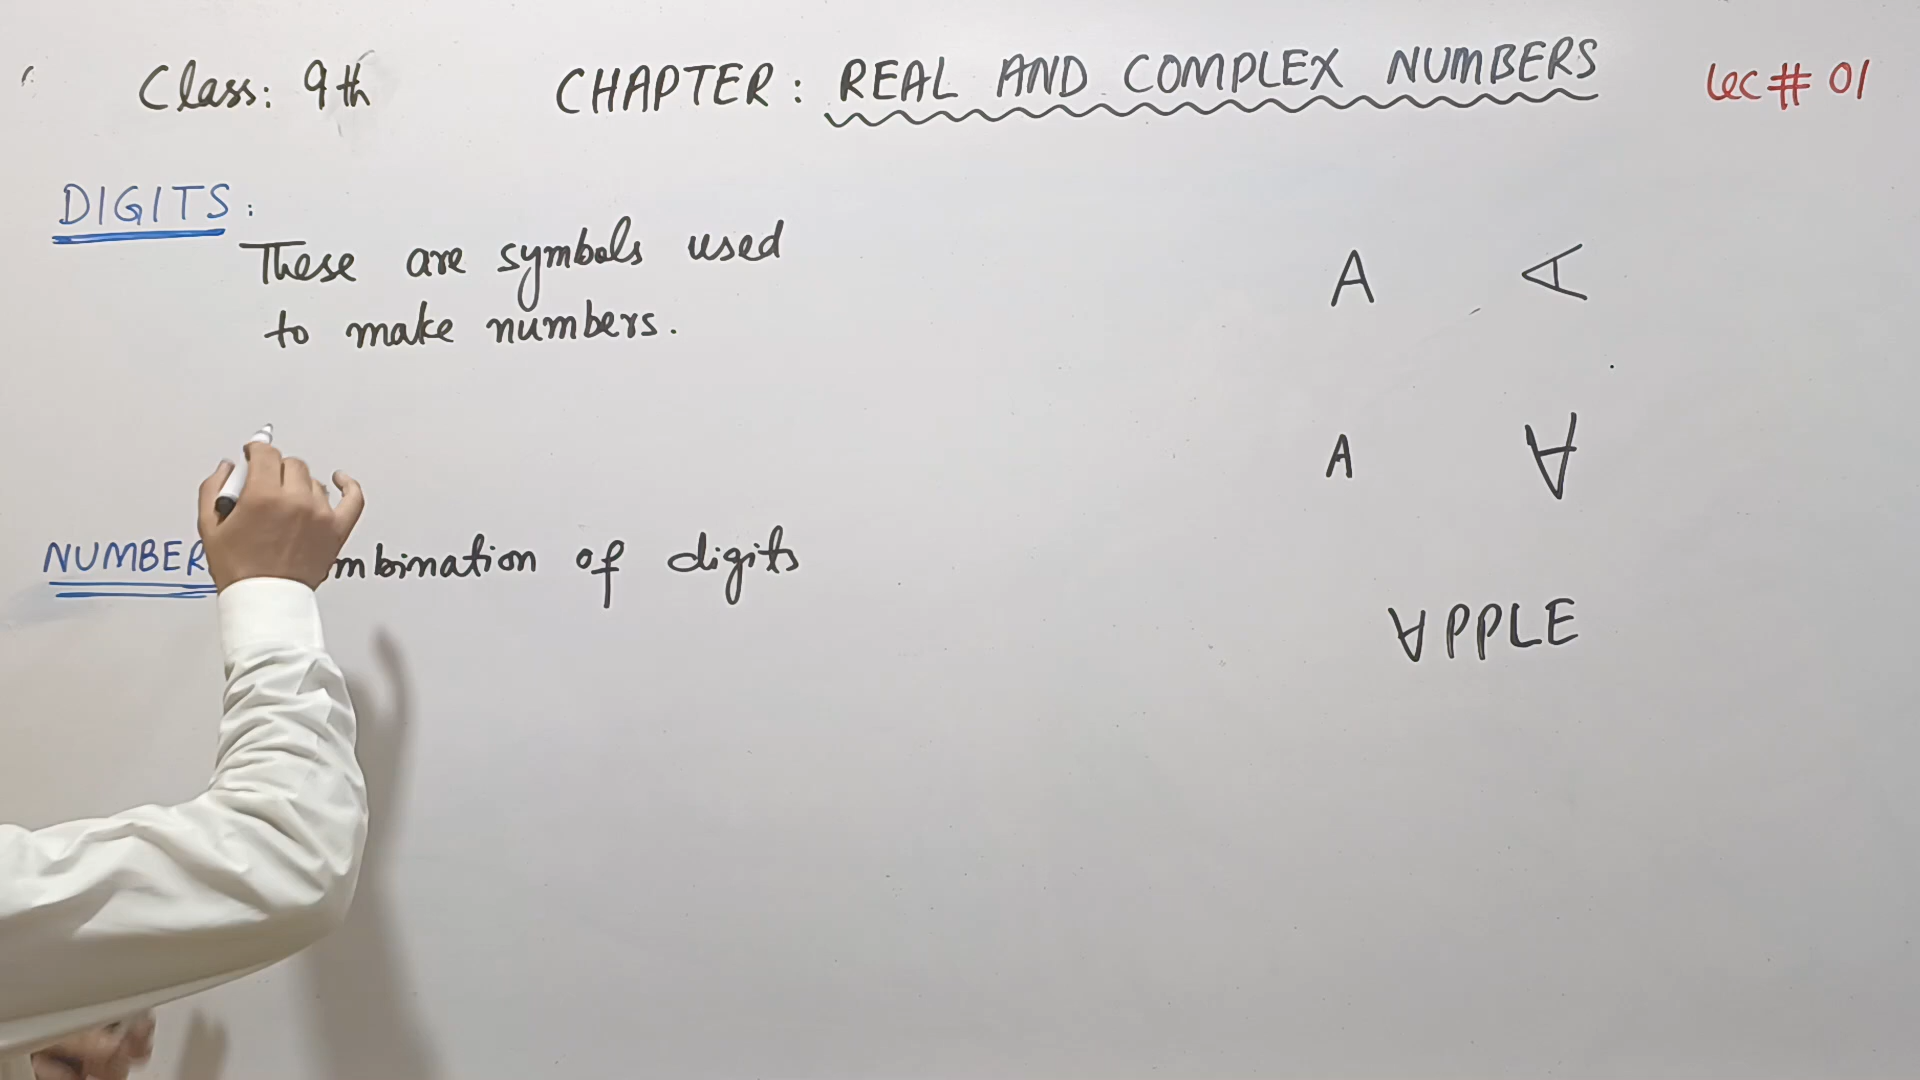 Class: 9th CHAPTER: REAL AND COMPLEX NUMBERS Lec# 01
DIGITS:
These are symbols used
to make numbers.
A A
A ∀
NUMBER mbination of digits
∀PPLE